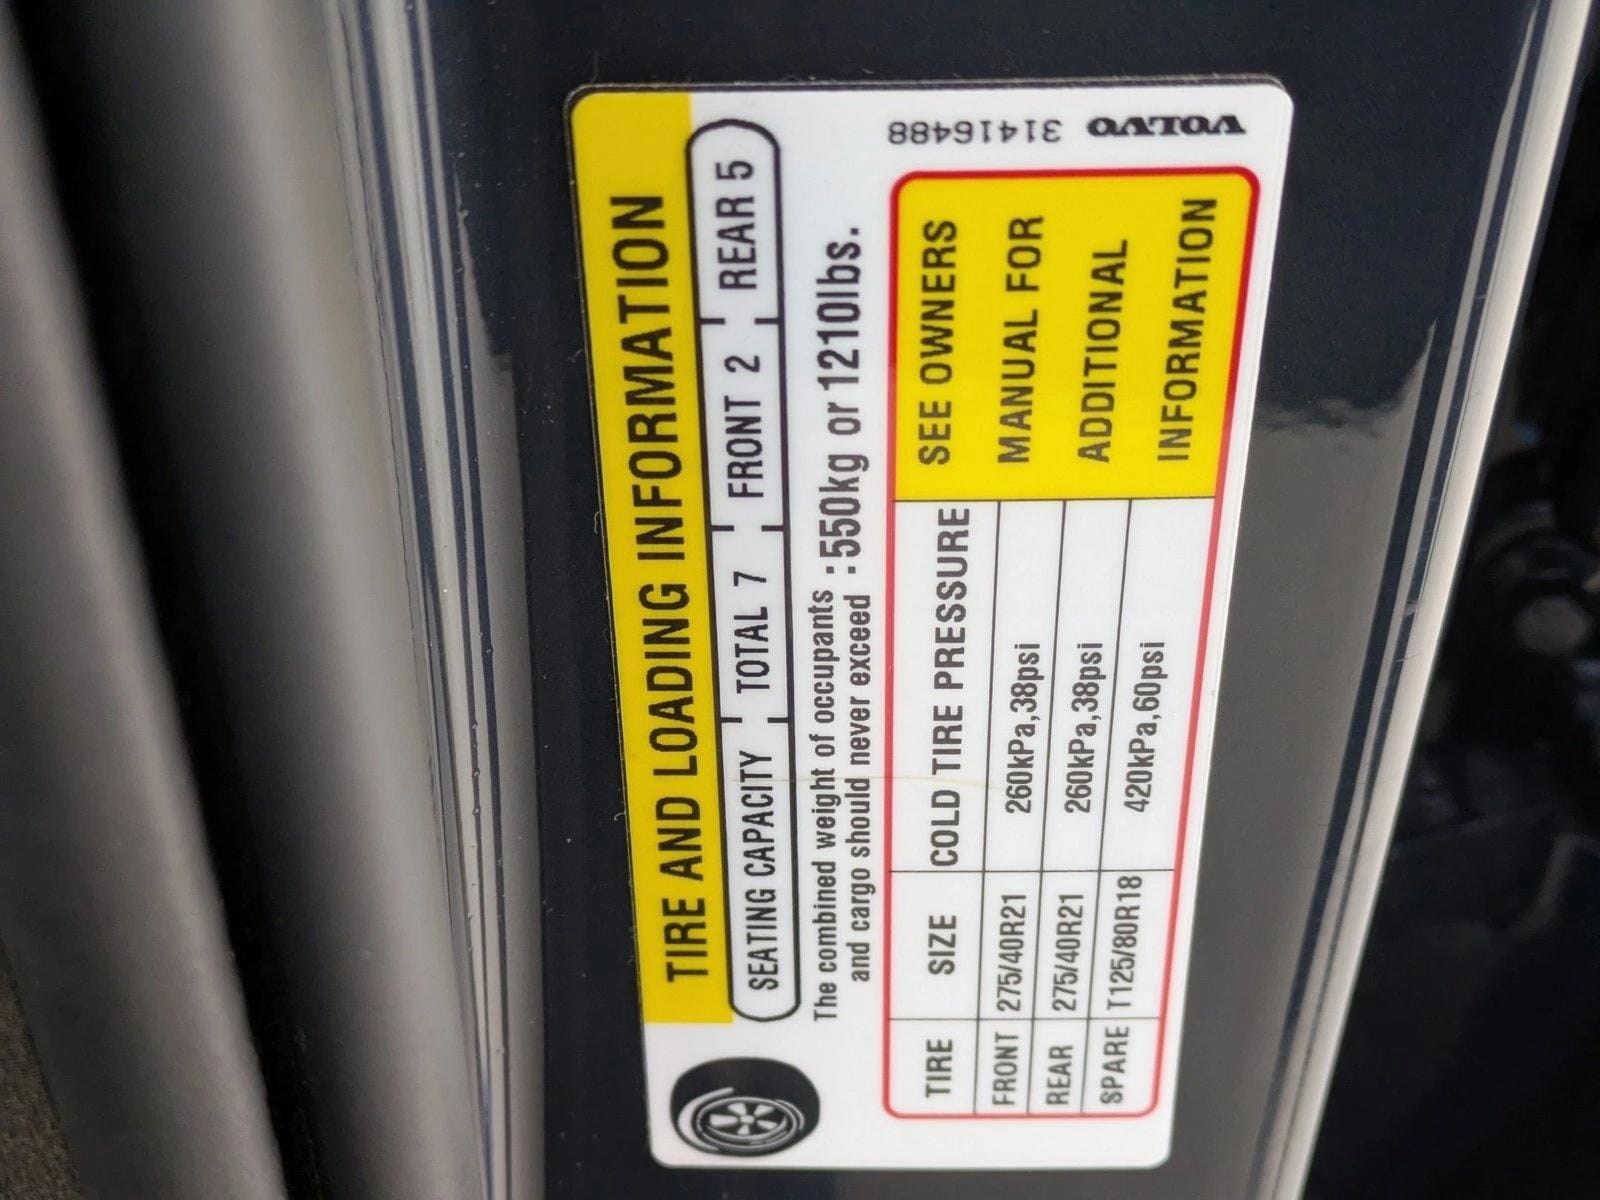 TIRE AND LOADING INFORMATION
SEATING CAPACITY TOTAL 7 FRONT 2 REAR 5
The combined weight of occupants
and cargo should never exceed :550kg or 1210lbs.
TIRE SIZE COLD TIRE PRESSURE
FRONT 275/40R21 260kPa,38psi
REAR 275/40R21 260kPa,38psi
SPARE T125/80R18 420kPa,60psi
SEE OWNERS
MANUAL FOR
ADDITIONAL
INFORMATION
VOLVO 31416488